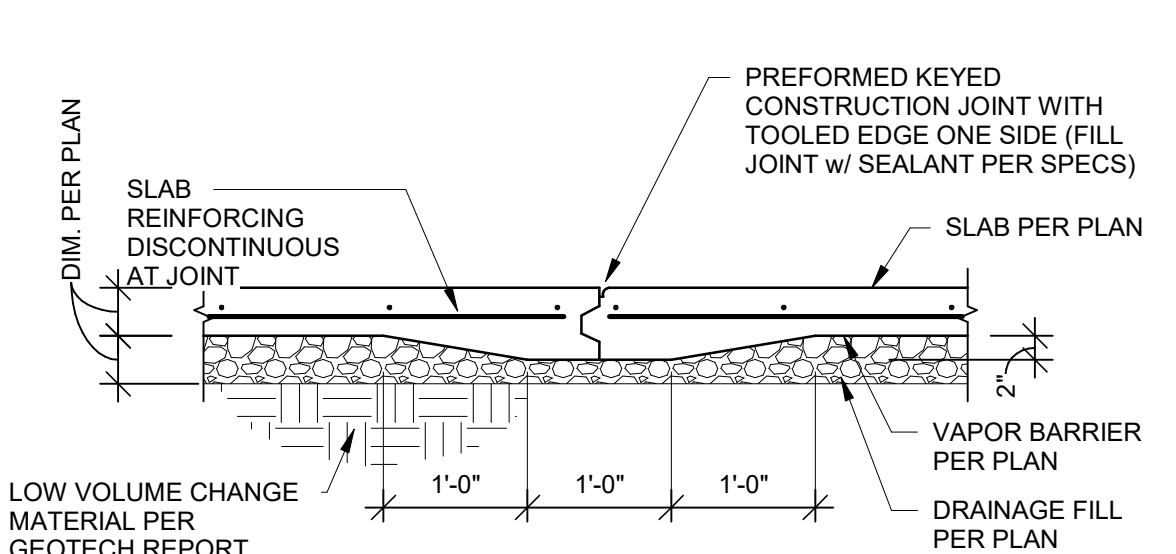 PREFORMED KEYED
CONSTRUCTION JOINT WITH
TOOLED EDGE ONE SIDE (FILL
JOINT w/ SEALANT PER SPECS)
DIM. PER PLAN
SLAB
REINFORCING
DISCONTINUOUS
AT JOINT
SLAB PER PLAN
2"
VAPOR BARRIER
PER PLAN
1'-0"
1'-0"
1'-0"
LOW VOLUME CHANGE
MATERIAL PER
GEOTECH REPORT
DRAINAGE FILL
PER PLAN